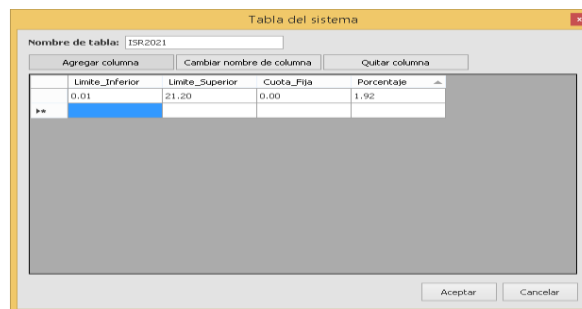 Tabla del sistema
Nombre de tabla: ISR2021
Agregar columna Cambiar nombre de columna Quitar columna
Limite_Inferior Limite_Superior Cuota_Fija Porcentaje
0.01 21.20 0.00 1.92
Aceptar Cancelar